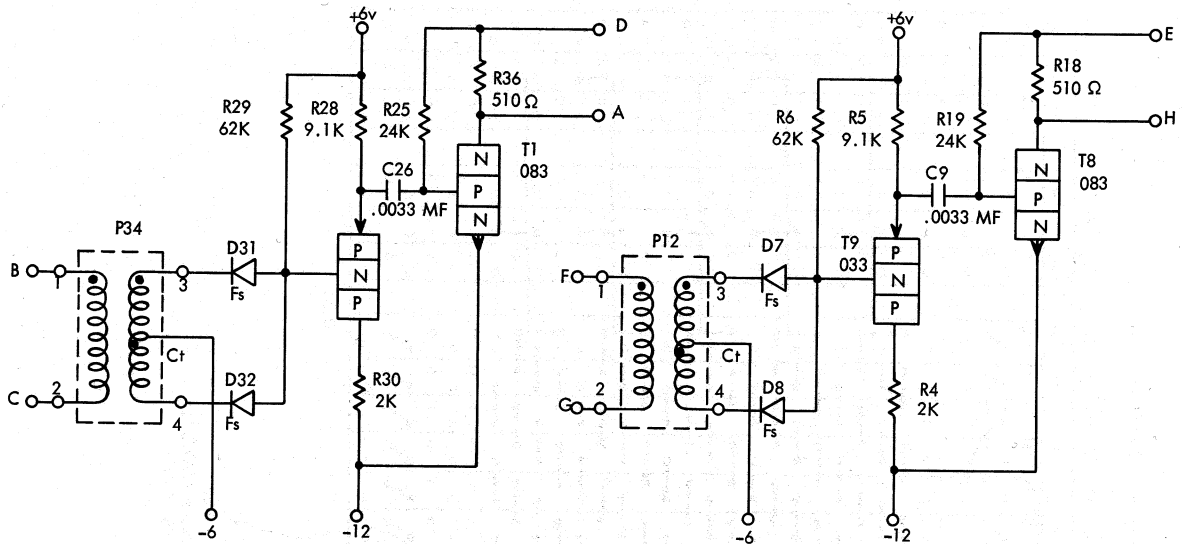 +6v
D
R36
510 Ω
R29
62K
R28
9.1K
R25
24K
A
N
P
N
T1
083
C26
.0033 MF
P34
B
1
3
D31
Fs
P
N
P
C
2
4
Ct
D32
Fs
R30
2K
-6
-12
+6v
E
R18
510 Ω
R6
62K
R5
9.1K
R19
24K
H
N
P
N
T8
083
C9
.0033 MF
P12
F
1
3
D7
Fs
T9
033
P
N
P
G
2
4
Ct
D8
Fs
R4
2K
-6
-12